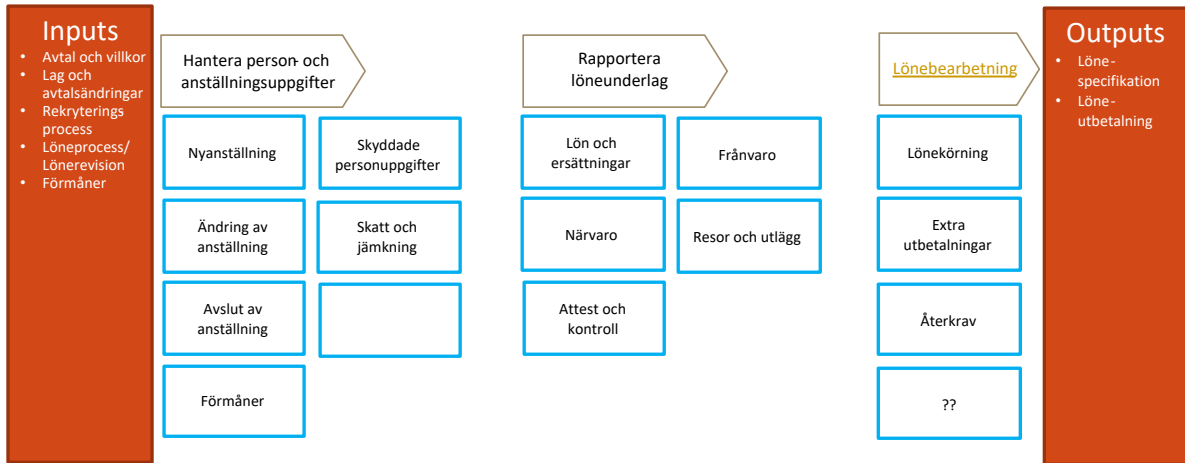 Inputs
• Avtal och villkor
• Lag och
avtalsändringar
• Rekryterings
process
• Löneprocess/
Lönerevision
• Förmåner
Hantera person- och
anställningsuppgifter
Nyanställning
Skyddade
personuppgifter
Ändring av
anställning
Skatt och
jämkning
Avslut av
anställning
Förmåner
Rapportera
löneunderlag
Lön och
ersättningar
Frånvaro
Närvaro
Resor och utlägg
Attest och
kontroll
Lönebearbetning
Lönekörning
Extra
utbetalningar
Återkrav
??
Outputs
• Löne-
specifikation
• Löne-
utbetalning